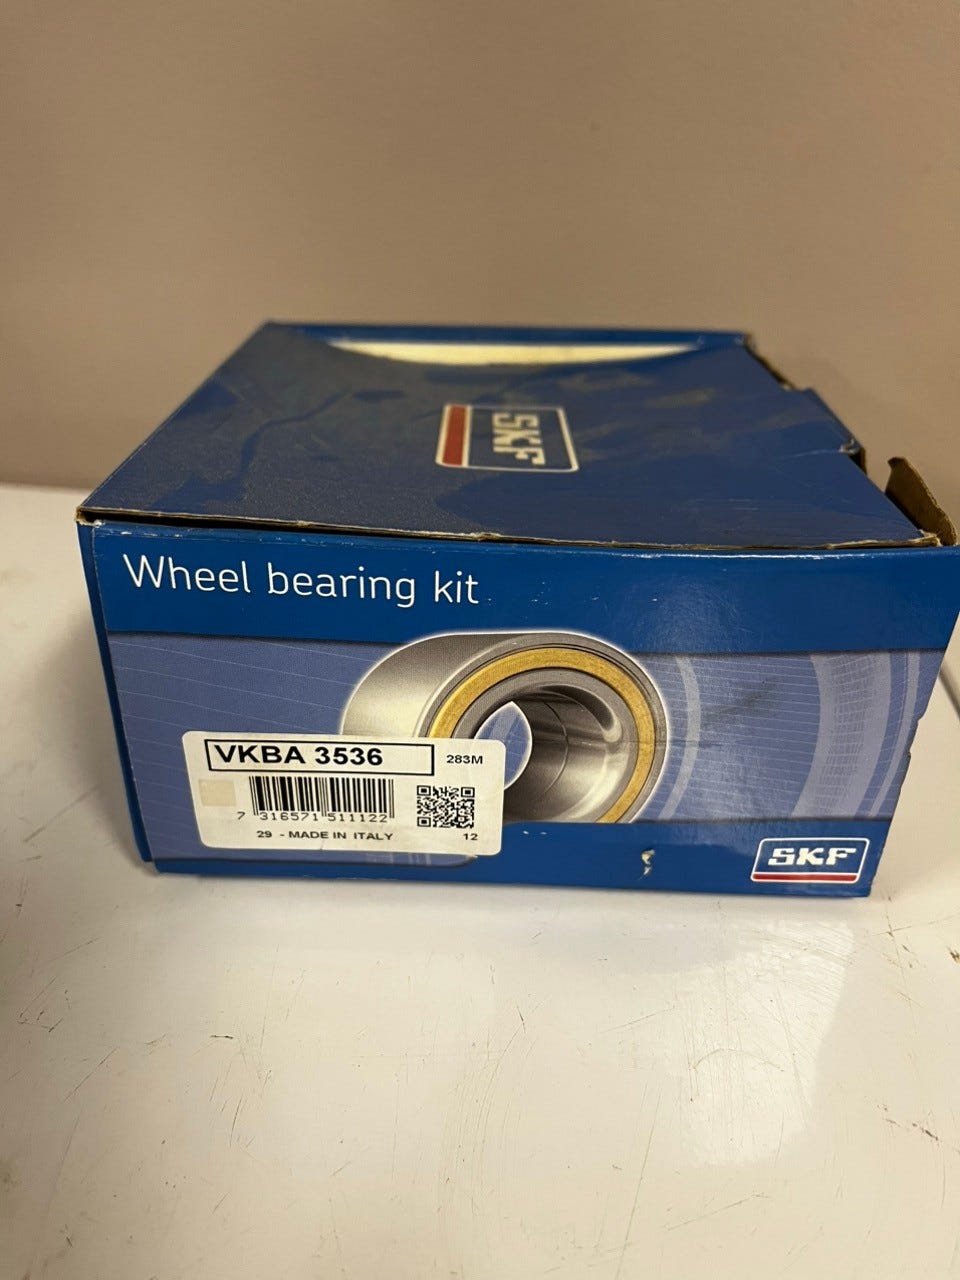 SKF
Wheel bearing kit
VKBA 3536
283M
7 316571 511122
29 - MADE IN ITALY
12
SKF